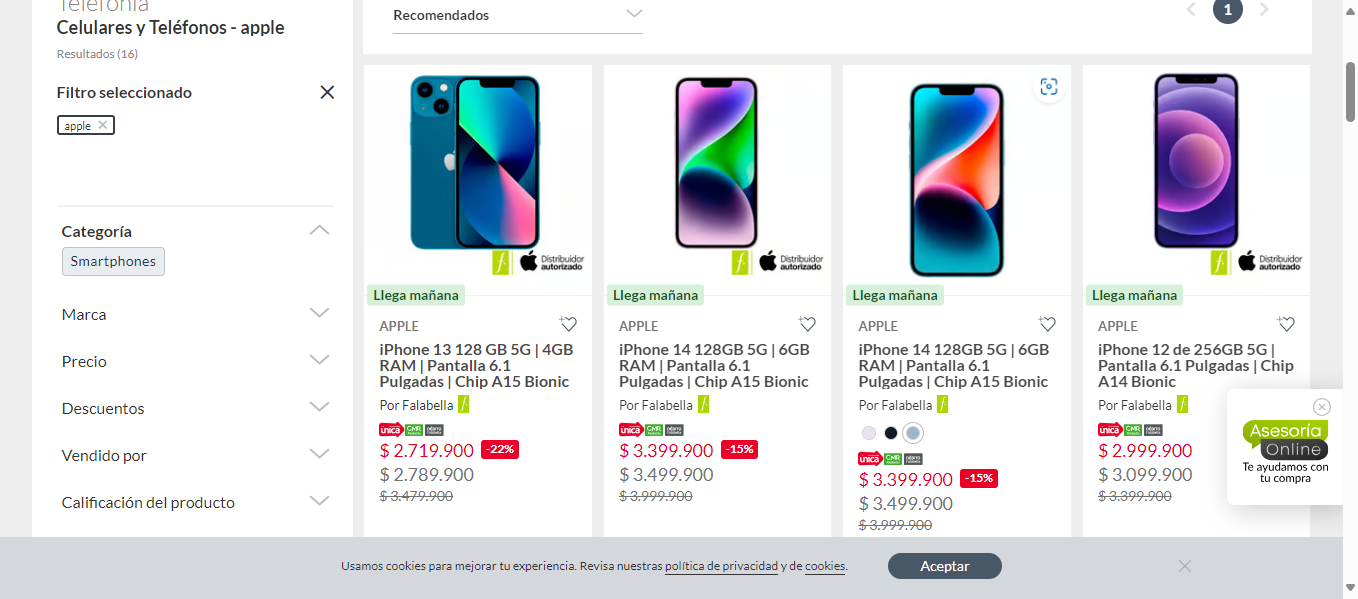 Telefonía
Celulares y Teléfonos - apple
Resultados (16)
Filtro seleccionado
apple
Categoría
Smartphones
Marca
Precio
Descuentos
Vendido por
Calificación del producto
Recomendados
1
Distribuidor
autorizado
Llega mañana
APPLE
iPhone 13 128 GB 5G | 4GB
RAM | Pantalla 6.1
Pulgadas | Chip A15 Bionic
Por Falabella
única CMR
$ 2.719.900 -22%
$ 2.789.900
$ 3.479.900
Distribuidor
autorizado
Llega mañana
APPLE
iPhone 14 128GB 5G | 6GB
RAM | Pantalla 6.1
Pulgadas | Chip A15 Bionic
Por Falabella
única CMR
$ 3.399.900 -15%
$ 3.499.900
$ 3.999.900
Llega mañana
APPLE
iPhone 14 128GB 5G | 6GB
RAM | Pantalla 6.1
Pulgadas | Chip A15 Bionic
Por Falabella
única CMR
$ 3.399.900 -15%
$ 3.499.900
$ 3.999.900
Distribuidor
autorizado
Llega mañana
APPLE
iPhone 12 de 256GB 5G |
Pantalla 6.1 Pulgadas | Chip
A14 Bionic
Por Falabella
única CMR
$ 2.999.900
$ 3.099.900
$ 3.399.900
Asesoría
Online
Te ayudamos con
tu compra
Usamos cookies para mejorar tu experiencia. Revisa nuestras política de privacidad y de cookies.
Aceptar